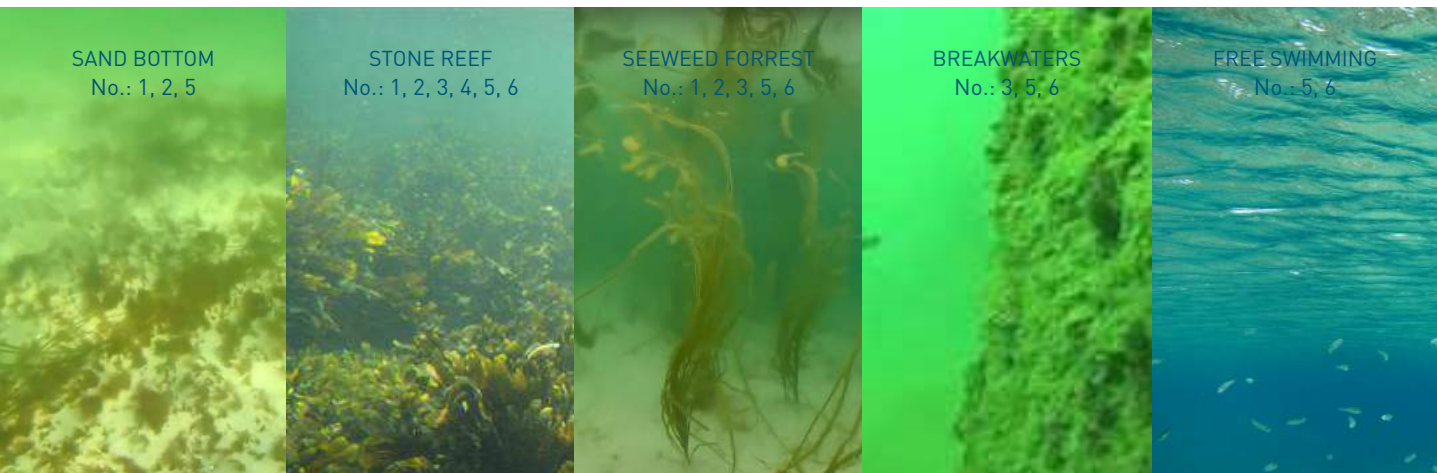 SAND BOTTOM
No.: 1, 2, 5
STONE REEF
No.: 1, 2, 3, 4, 5, 6
SEEWEED FORREST
No.: 1, 2, 3, 5, 6
BREAKWATERS
No.: 3, 5, 6
FREE SWIMMING
No.: 5, 6